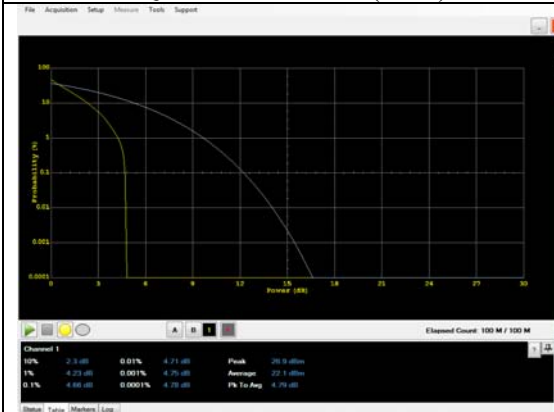 File Acquisition Setup Measure Tools Support
100
10
1
0.1
0.01
0.001
0.0001
Probability (%)
0 3 6 9 12 15 18 21 24 27 30
Power (dB)
A B 1
Elapsed Count: 100 M / 100 M
Channel 1
10% 2.3 dB 0.01% 4.71 dB Peak 26.9 dBm
1% 4.23 dB 0.001% 4.75 dB Average 22.1 dBm
0.1% 4.66 dB 0.0001% 4.78 dB Pk To Avg 4.79 dB
Status Table Markers Log